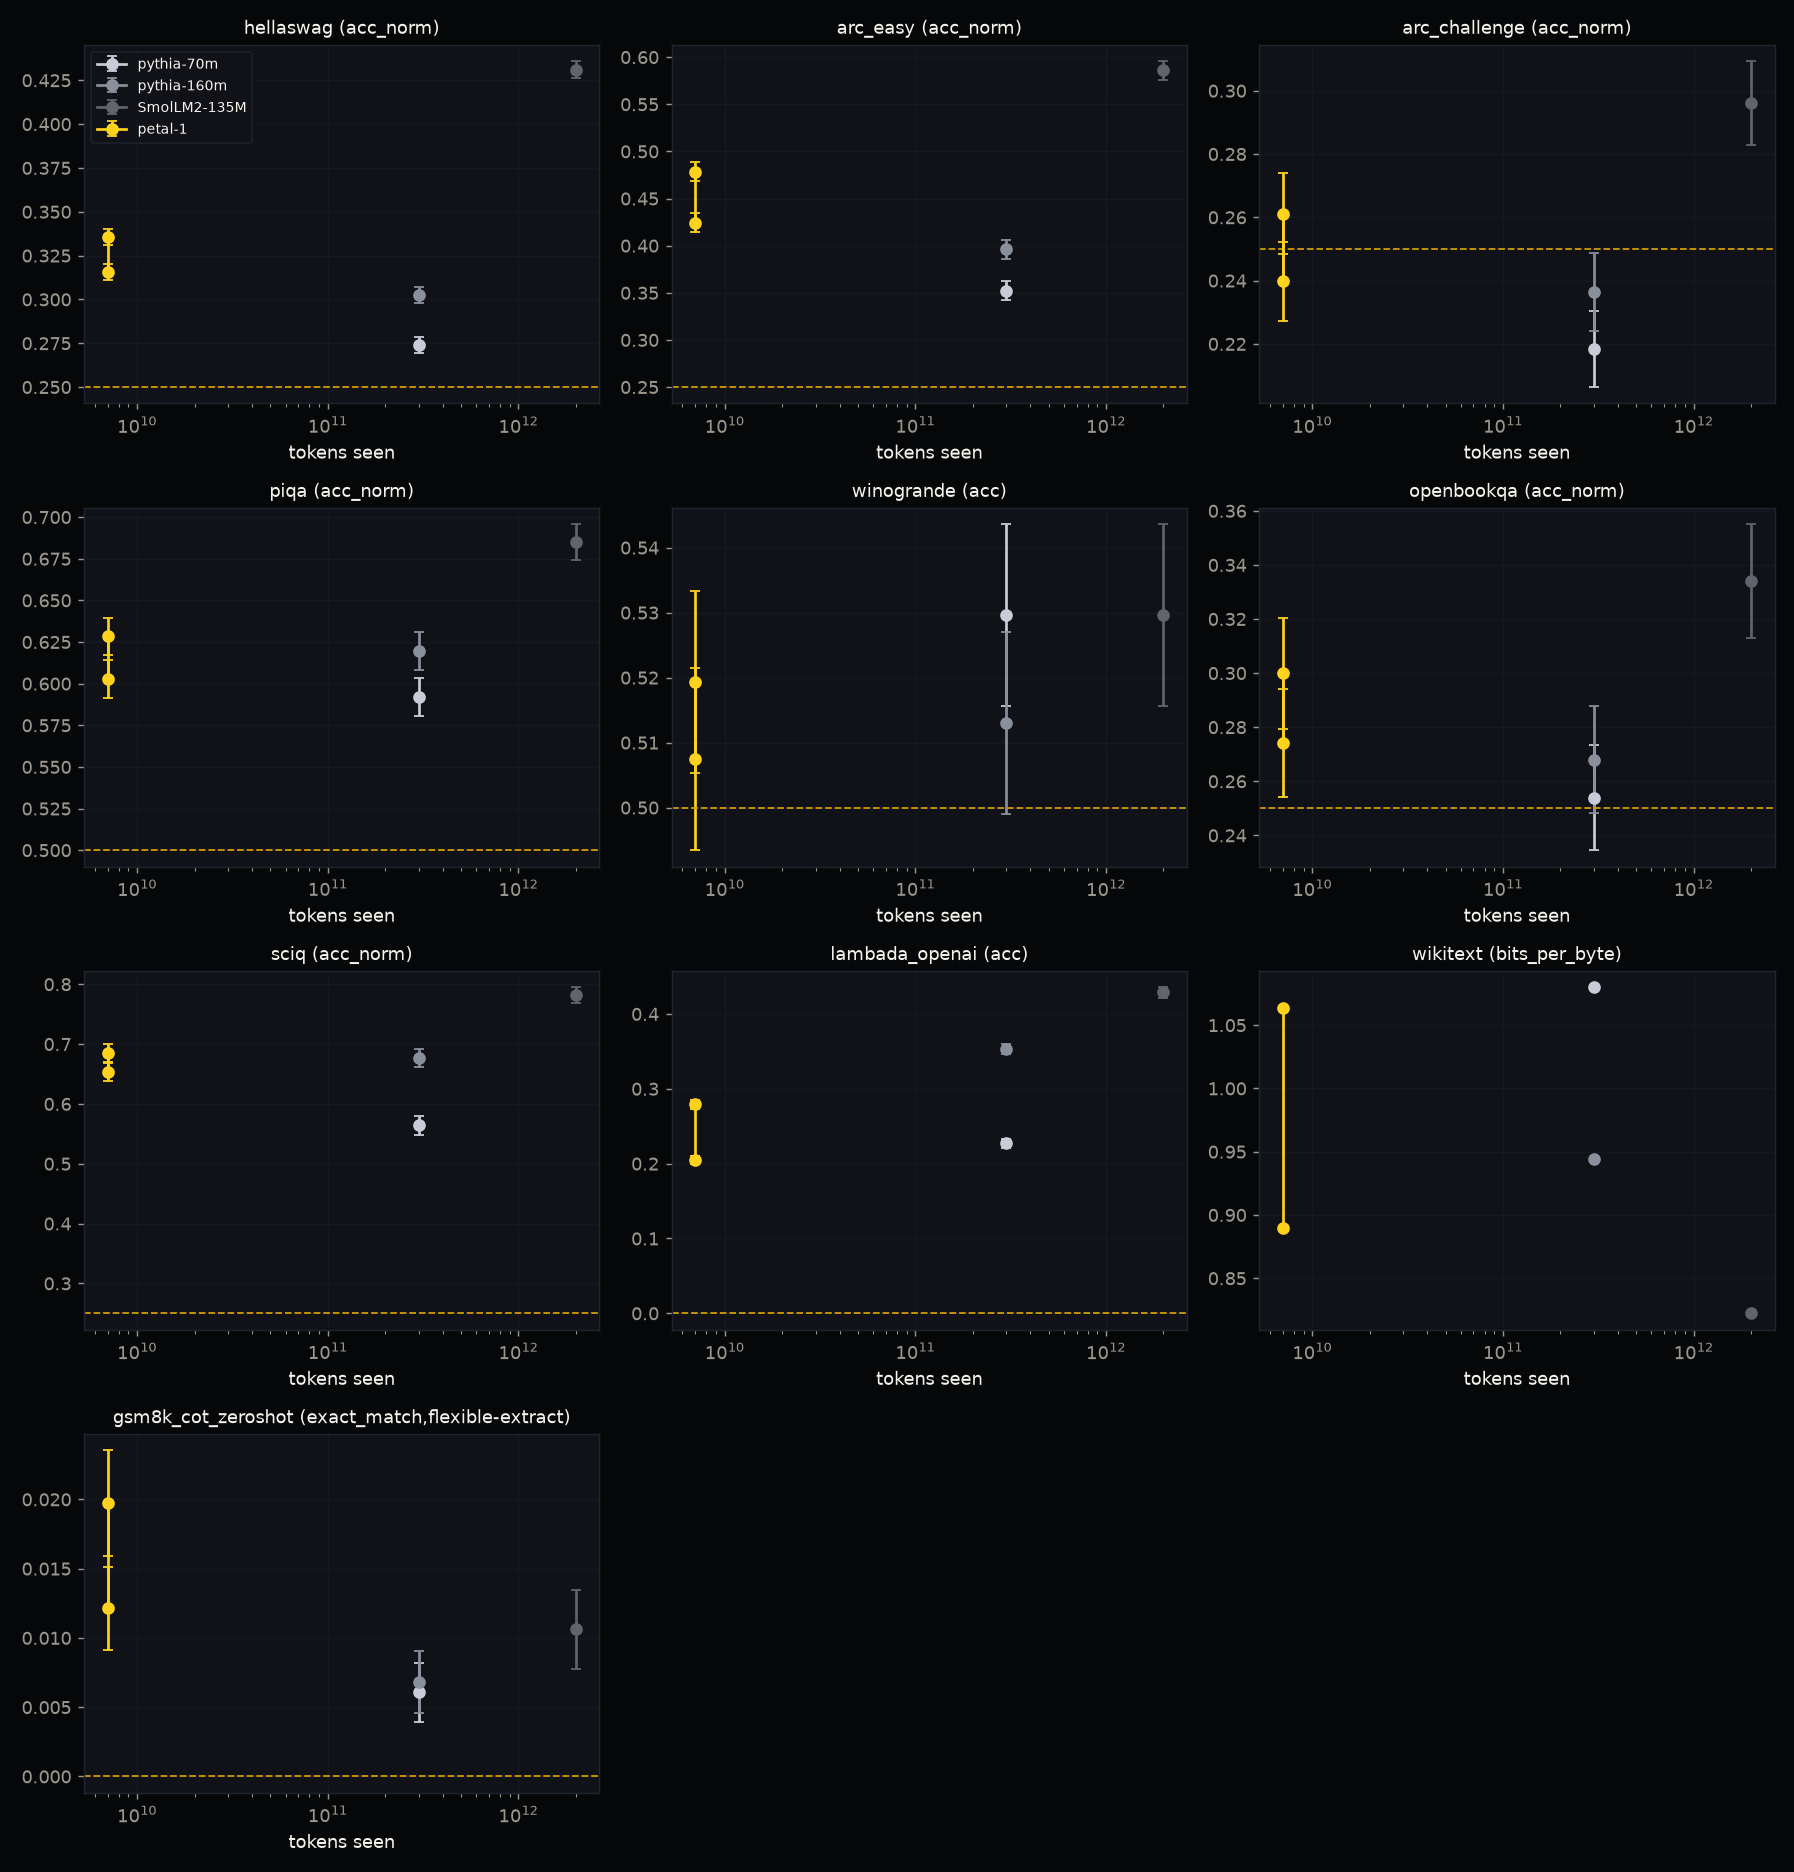 hellaswag (acc_norm)
pythia-70m
pythia-160m
SmolLM2-135M
petal-1
0.425
0.400
0.375
0.350
0.325
0.300
0.275
0.250
10^10 10^11 10^12
tokens seen
arc_easy (acc_norm)
0.60
0.55
0.50
0.45
0.40
0.35
0.30
0.25
10^10 10^11 10^12
tokens seen
arc_challenge (acc_norm)
0.30
0.28
0.26
0.24
0.22
10^10 10^11 10^12
tokens seen
piqa (acc_norm)
0.700
0.675
0.650
0.625
0.600
0.575
0.550
0.525
0.500
10^10 10^11 10^12
tokens seen
winogrande (acc)
0.54
0.53
0.52
0.51
0.50
10^10 10^11 10^12
tokens seen
openbookqa (acc_norm)
0.36
0.34
0.32
0.30
0.28
0.26
0.24
10^10 10^11 10^12
tokens seen
sciq (acc_norm)
0.8
0.7
0.6
0.5
0.4
0.3
10^10 10^11 10^12
tokens seen
lambada_openai (acc)
0.4
0.3
0.2
0.1
0.0
10^10 10^11 10^12
tokens seen
wikitext (bits_per_byte)
1.05
1.00
0.95
0.90
0.85
10^10 10^11 10^12
tokens seen
gsm8k_cot_zeroshot (exact_match,flexible-extract)
0.020
0.015
0.010
0.005
0.000
10^10 10^11 10^12
tokens seen